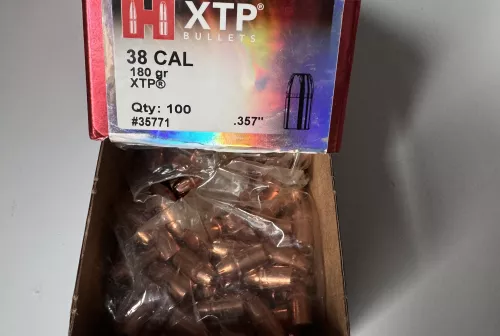 H XTP®
BULLETS
38 CAL
180 gr
XTP®
Qty: 100
#35771 .357"